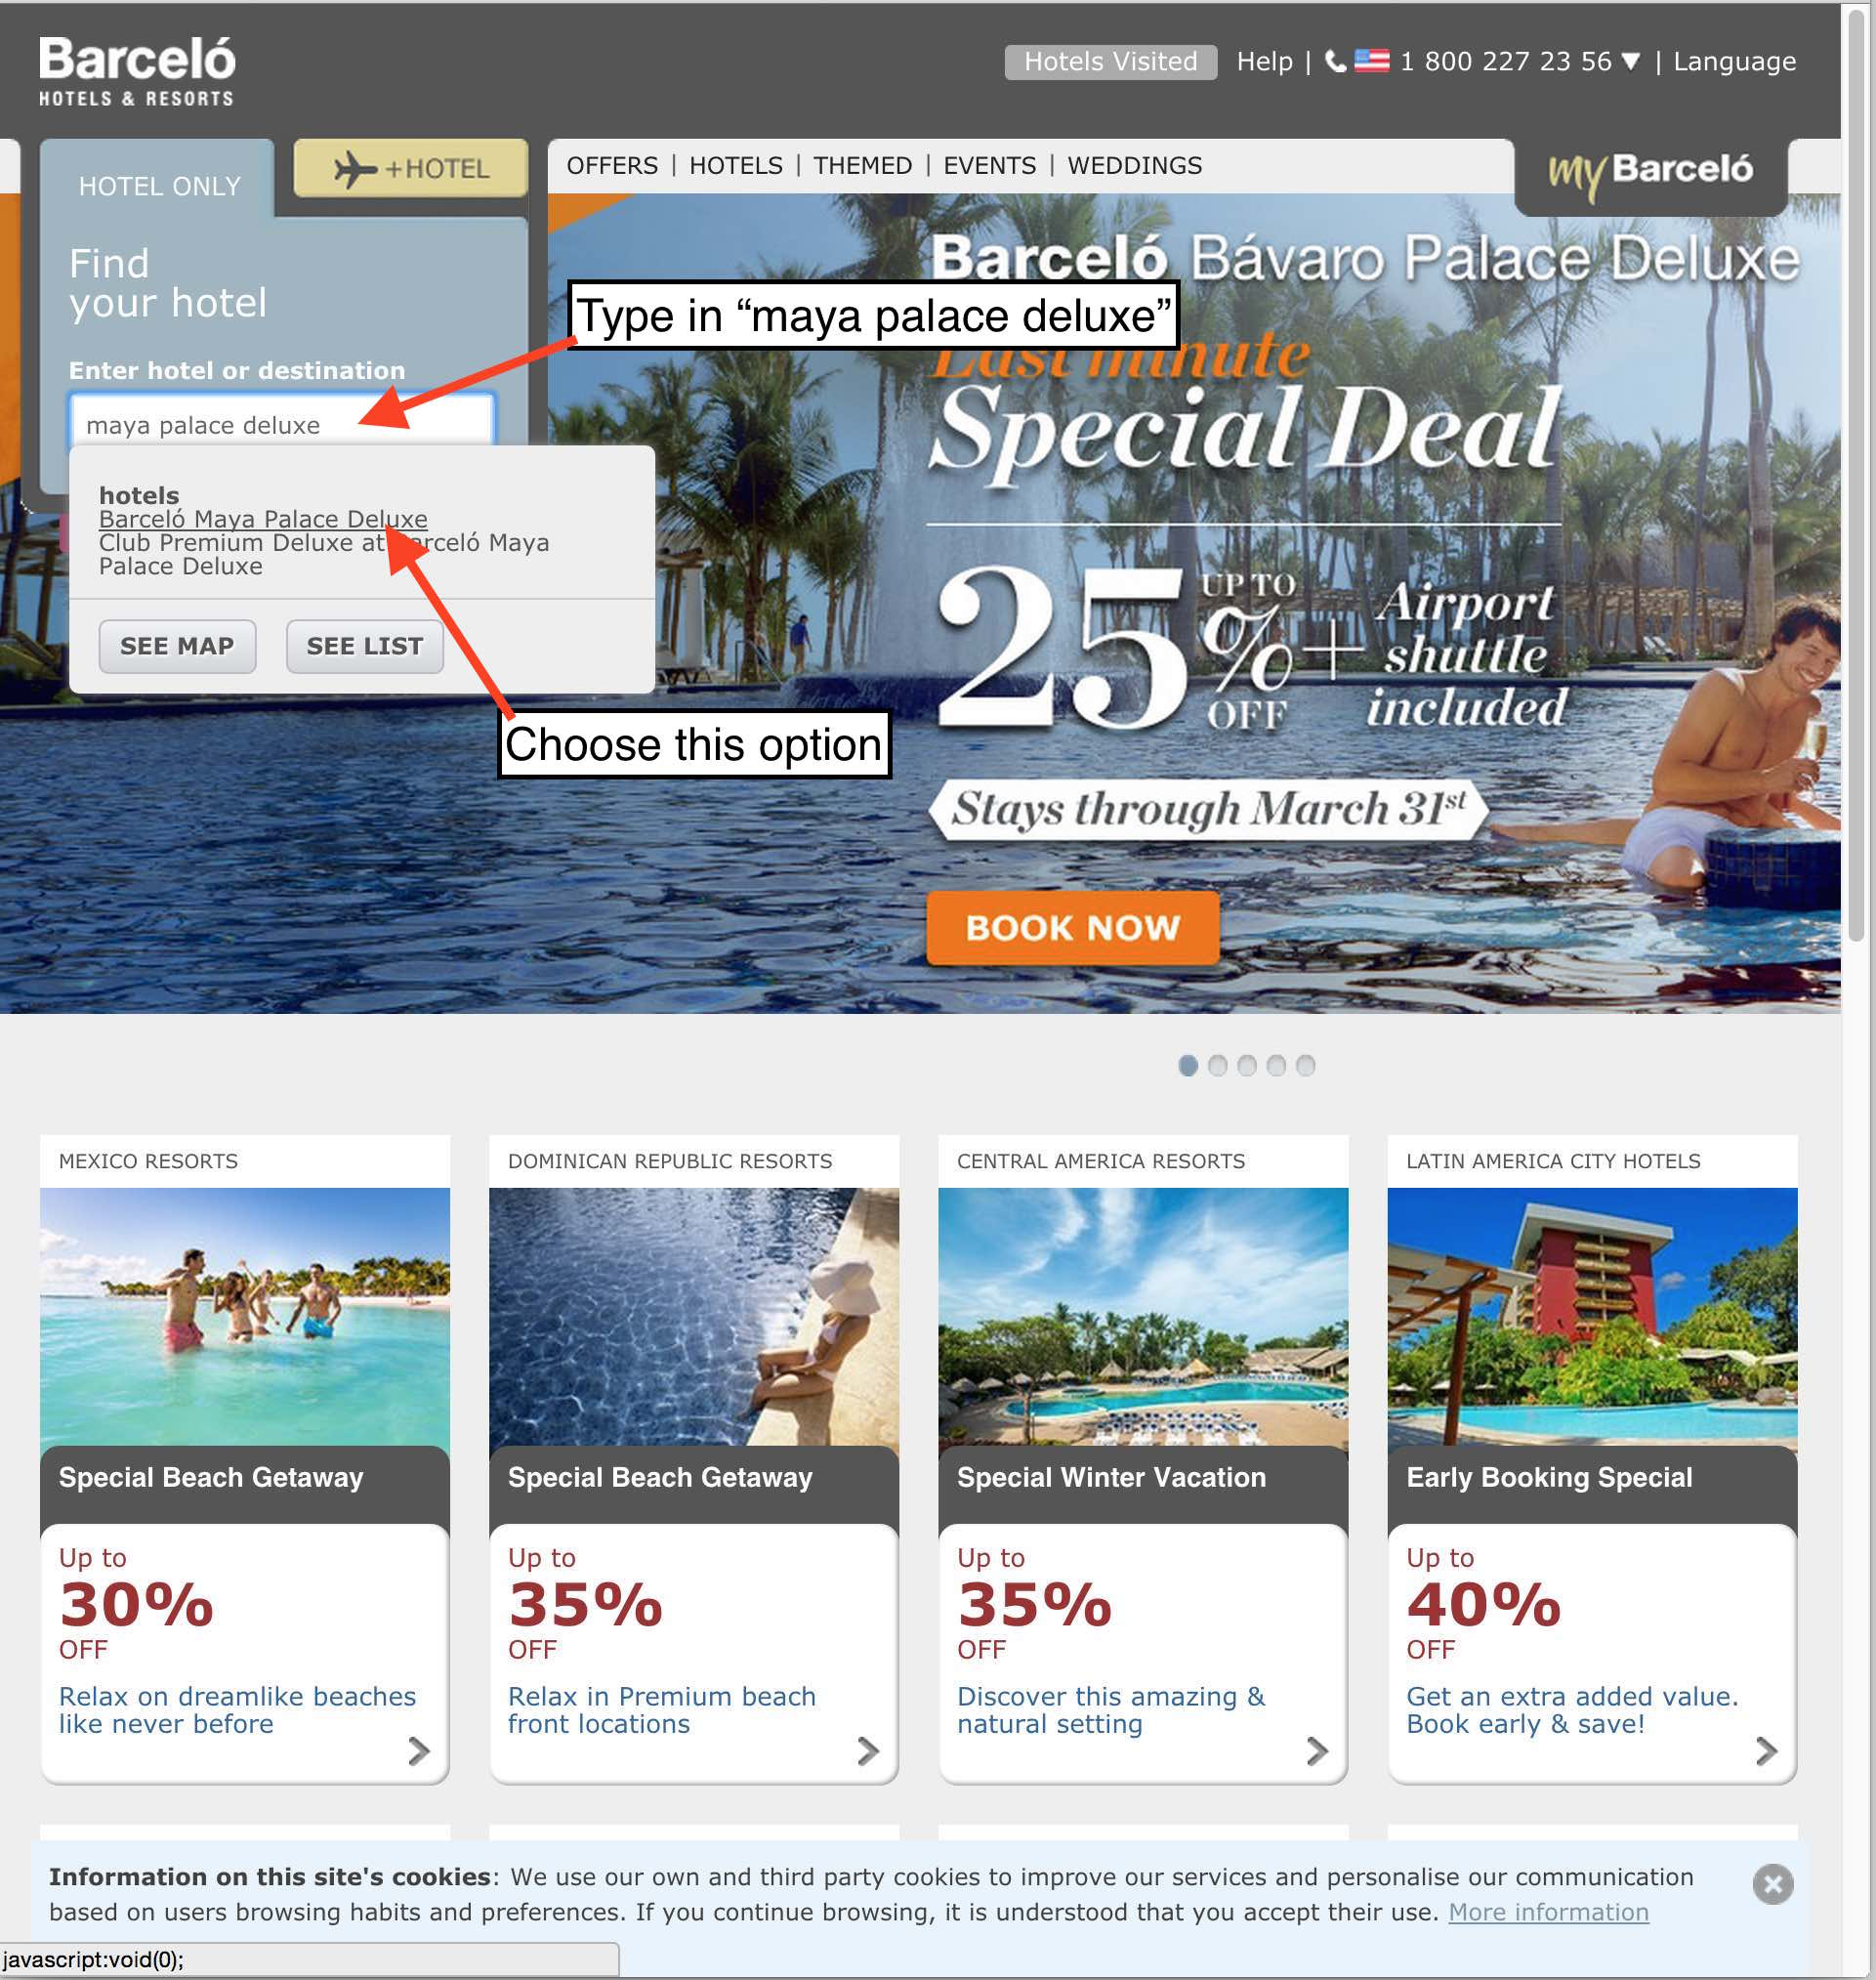 Barceló
HOTELS & RESORTS
Hotels Visited Help | 1 800 227 23 56 ▼ | Language
HOTEL ONLY
+HOTEL
OFFERS | HOTELS | THEMED | EVENTS | WEDDINGS
my Barceló
Find
your hotel
Enter hotel or destination
maya palace deluxe
hotels
Barceló Maya Palace Deluxe
Club Premium Deluxe at Barceló Maya
Palace Deluxe
SEE MAP SEE LIST
Type in “maya palace deluxe”
Choose this option
Barceló Bávaro Palace Deluxe
Last minute
Special Deal
UP TO
25% OFF + Airport
shuttle
included
Stays through March 31st
BOOK NOW
MEXICO RESORTS
Special Beach Getaway
Up to
30%
OFF
Relax on dreamlike beaches
like never before
DOMINICAN REPUBLIC RESORTS
Special Beach Getaway
Up to
35%
OFF
Relax in Premium beach
front locations
CENTRAL AMERICA RESORTS
Special Winter Vacation
Up to
35%
OFF
Discover this amazing &
natural setting
LATIN AMERICA CITY HOTELS
Early Booking Special
Up to
40%
OFF
Get an extra added value.
Book early & save!
Information on this site's cookies: We use our own and third party cookies to improve our services and personalise our communication
based on users browsing habits and preferences. If you continue browsing, it is understood that you accept their use. More information
javascript:void(0);